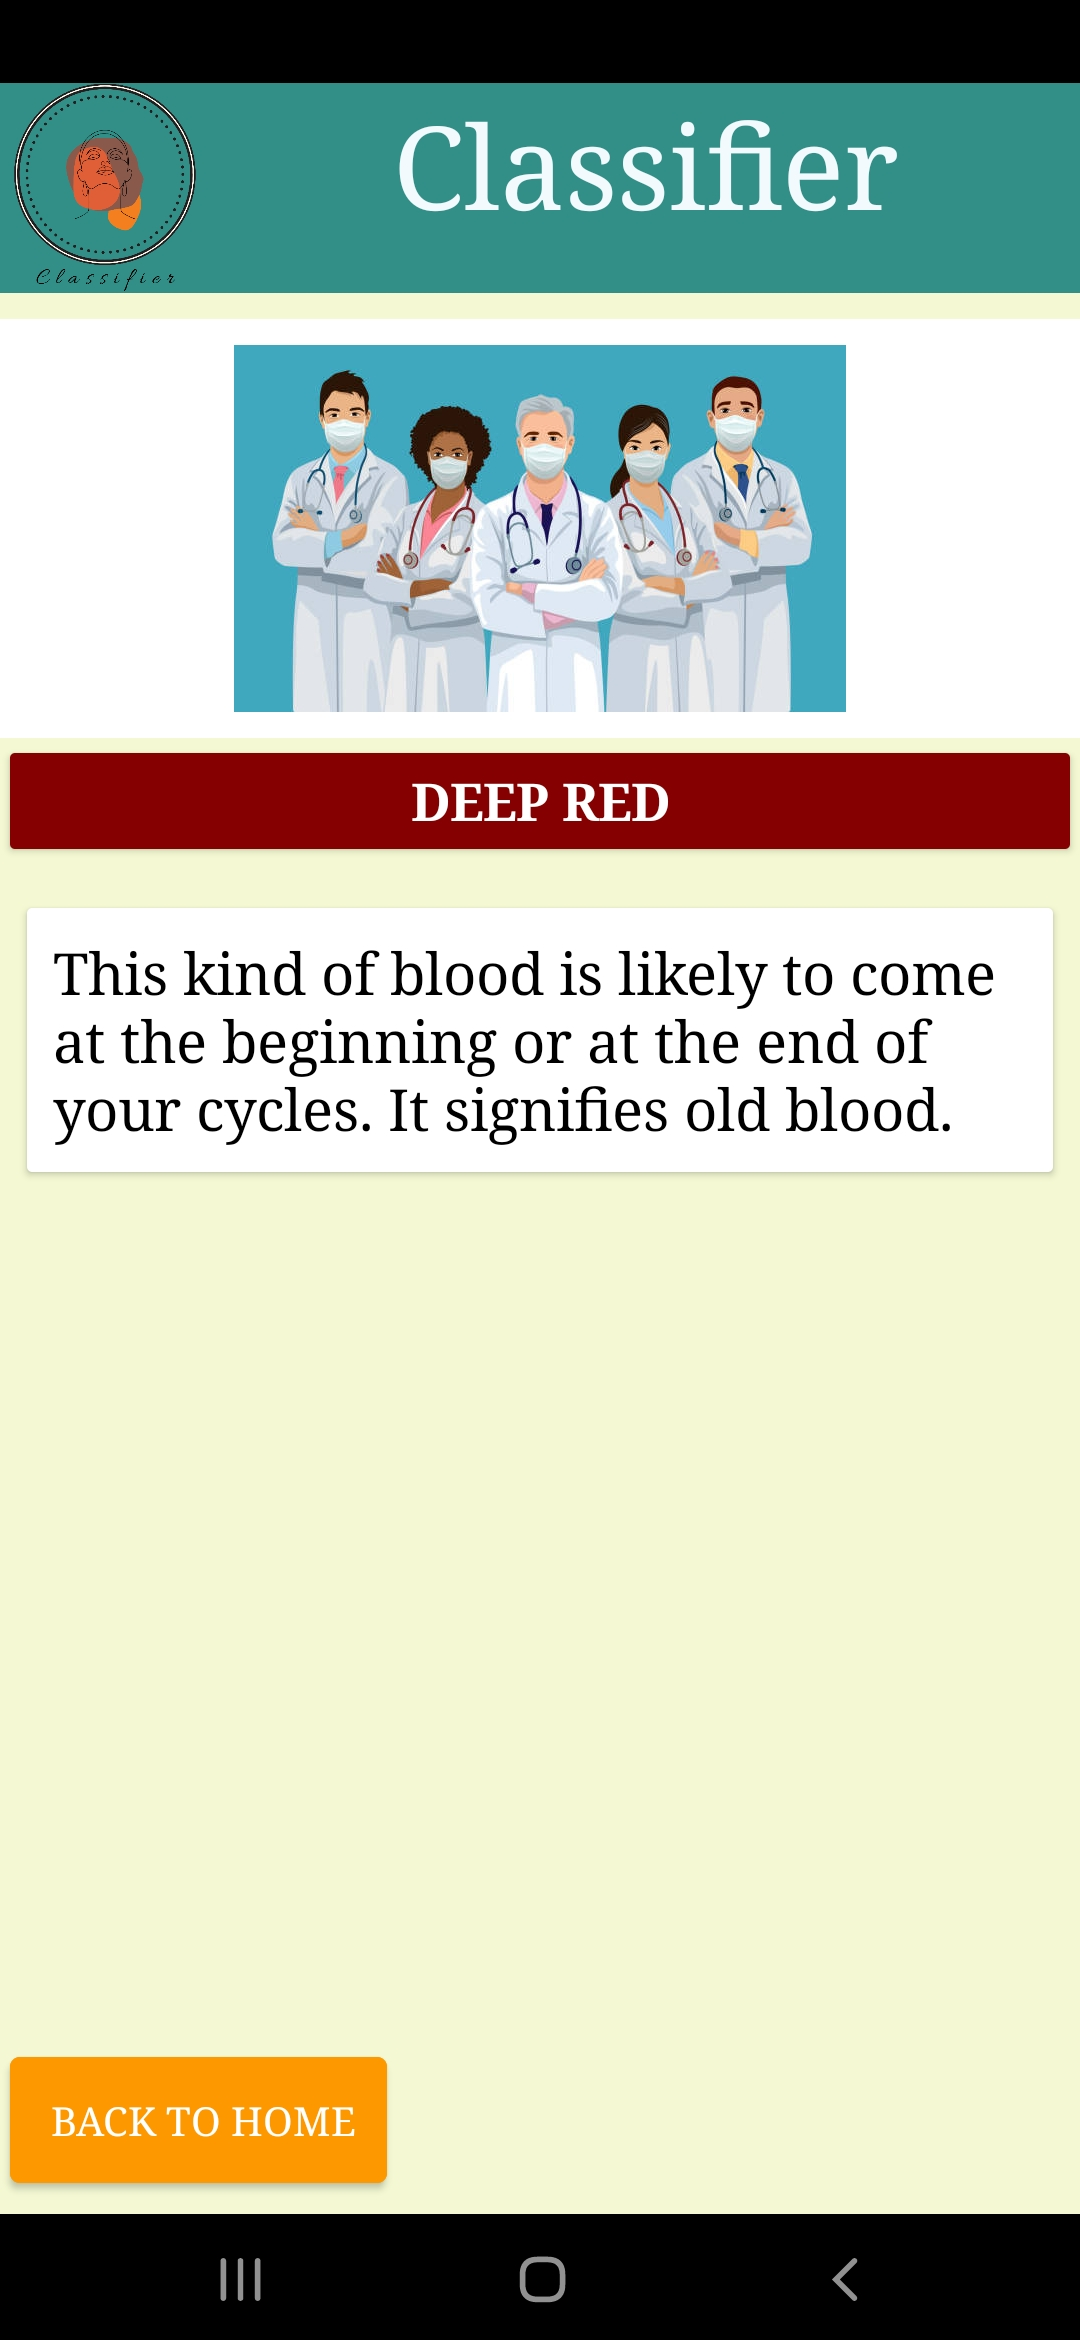 Classifier
Classifier
DEEP RED
This kind of blood is likely to come
at the beginning or at the end of
your cycles. It signifies old blood.
BACK TO HOME